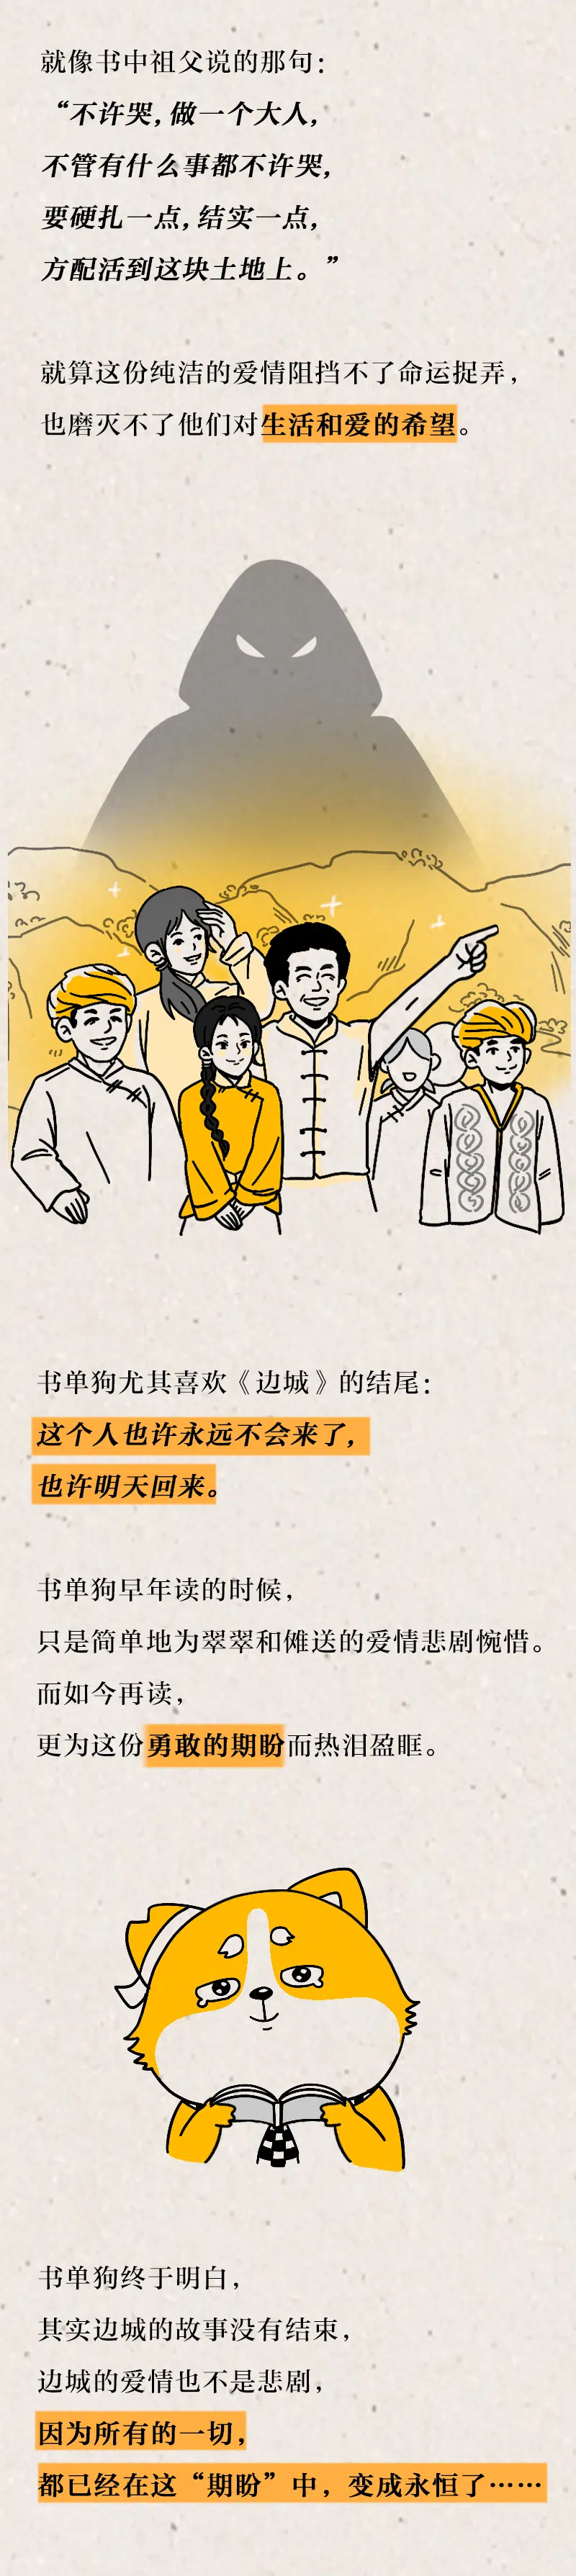 就像书中祖父说的那句：
“不许哭，做一个大人，
不管有什么事都不许哭，
要硬扎一点，结实一点，
方配活到这块土地上。”
就算这份纯洁的爱情阻挡不了命运捉弄，
也磨灭不了他们对生活和爱的希望。
书单狗尤其喜欢《边城》的结尾：
这个人也许永远不会来了，
也许明天回来。
书单狗早年读的时候，
只是简单地为翠翠和傩送的爱情悲剧惋惜。
而如今再读，
更为这份勇敢的期盼而热泪盈眶。
书单狗终于明白，
其实边城的故事没有结束，
边城的爱情也不是悲剧，
因为所有的一切，
都已经在这“期盼”中，变成永恒了……